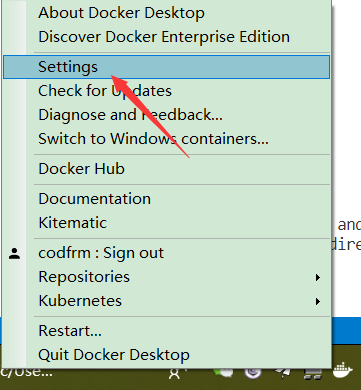 About Docker Desktop
Discover Docker Enterprise Edition
Settings
Check for Updates
Diagnose and Feedback...
Switch to Windows containers...
Docker Hub
Documentation
Kitematic
and
codfrm : Sign out
dire
Repositories
Kubernetes
Restart...
Quit Docker Desktop
c/Use...